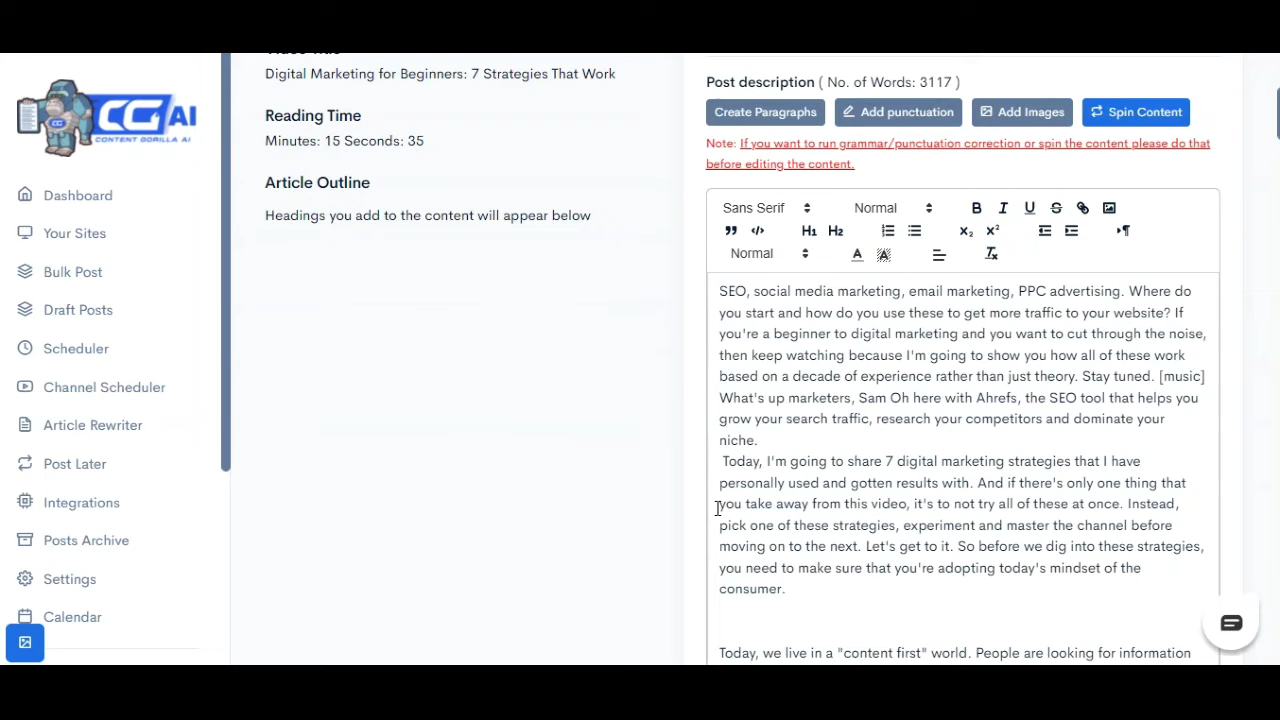 CG AI
CONTENT GORILLA AI
Dashboard
Your Sites
Bulk Post
Draft Posts
Scheduler
Channel Scheduler
Article Rewriter
Post Later
Integrations
Posts Archive
Settings
Calendar
Digital Marketing for Beginners: 7 Strategies That Work
Reading Time
Minutes: 15 Seconds: 35
Article Outline
Headings you add to the content will appear below
Post description ( No. of Words: 3117 )
Create Paragraphs Add punctuation Add Images Spin Content
Note: If you want to run grammar/punctuation correction or spin the content please do that
before editing the content.
Sans Serif Normal B I U S
H1 H2 x₂ x²
Normal A A Tx
SEO, social media marketing, email marketing, PPC advertising. Where do
you start and how do you use these to get more traffic to your website? If
you're a beginner to digital marketing and you want to cut through the noise,
then keep watching because I'm going to show you how all of these work
based on a decade of experience rather than just theory. Stay tuned. [music]
What's up marketers, Sam Oh here with Ahrefs, the SEO tool that helps you
grow your search traffic, research your competitors and dominate your
niche.
Today, I'm going to share 7 digital marketing strategies that I have
personally used and gotten results with. And if there's only one thing that
you take away from this video, it's to not try all of these at once. Instead,
pick one of these strategies, experiment and master the channel before
moving on to the next. Let's get to it. So before we dig into these strategies,
you need to make sure that you're adopting today's mindset of the
consumer.
Today, we live in a "content first" world. People are looking for information